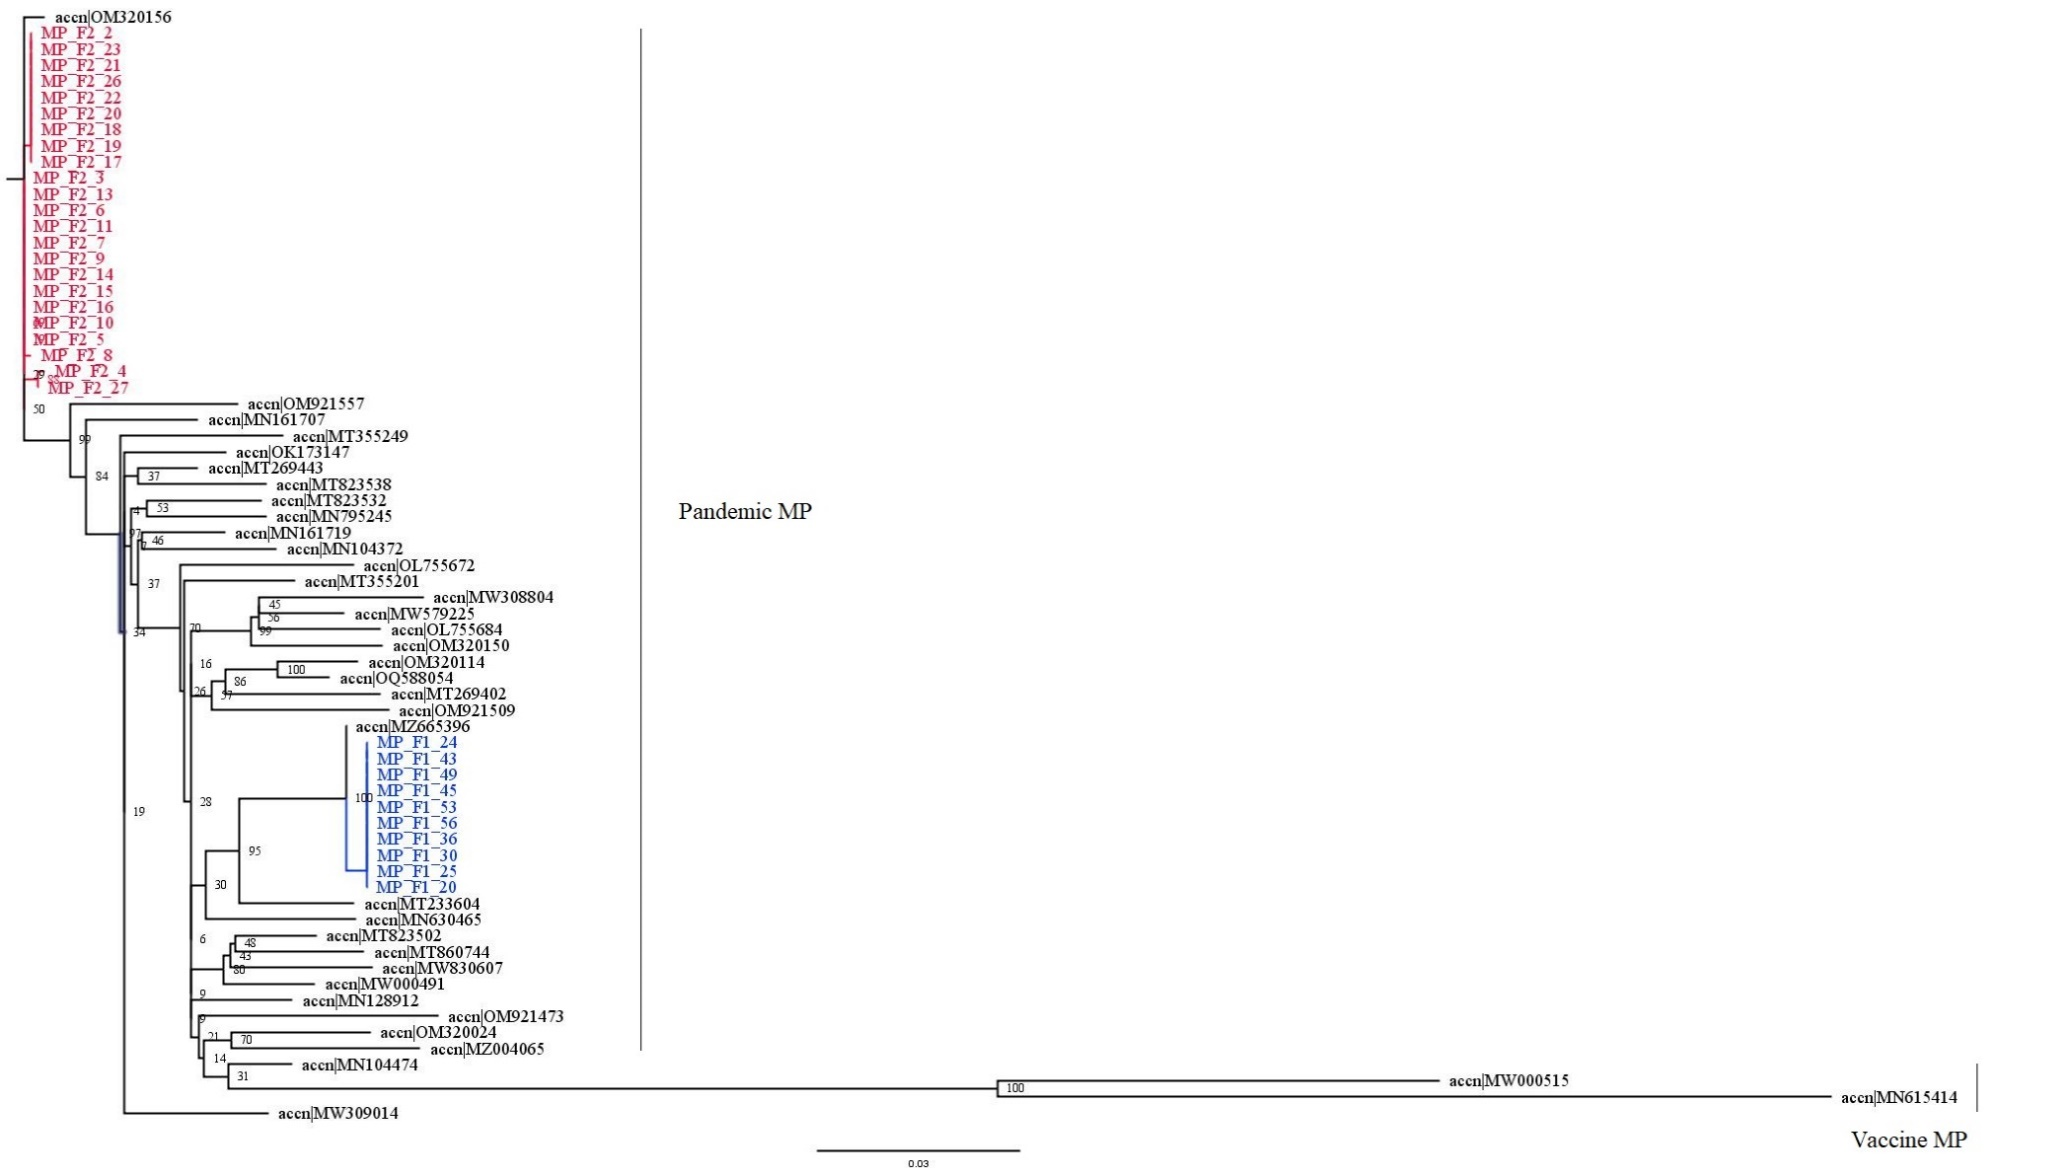 accn|OM320156
MP_F2_2
MP_F2_23
MP_F2_21
MP_F2_26
MP_F2_22
MP_F2_20
MP_F2_18
MP_F2_19
MP_F2_17
MP_F2_3
MP_F2_13
MP_F2_6
MP_F2_11
MP_F2_7
MP_F2_9
MP_F2_14
MP_F2_15
MP_F2_16
MP_F2_10
MP_F2_5
MP_F2_8
MP_F2_4
MP_F2_27
accn|OM921557
50
accn|MN161707
accn|MT355249
99
accn|OK173147
accn|MT269443
84
37
accn|MT823538
accn|MT823532
53
4
accn|MN795245
Pandemic MP
accn|MN161719
97
46
7
accn|MN104372
accn|OL755672
accn|MT355201
37
accn|MW308804
45
accn|MW579225
56
accn|OL755684
99
70
34
accn|OM320150
accn|OM320114
16
100
accn|OQ588054
86
accn|MT269402
26
57
accn|OM921509
accn|MZ665396
MP_F1_24
MP_F1_43
MP_F1_49
MP_F1_45
100
28
MP_F1_53
19
MP_F1_56
MP_F1_36
95
MP_F1_30
MP_F1_25
30
MP_F1_20
accn|MT233604
accn|MN630465
accn|MT823502
6
48
accn|MT860744
43
accn|MW830607
80
accn|MW000491
9
accn|MN128912
accn|OM921473
9
accn|OM320024
21
70
accn|MZ004065
14
accn|MN104474
31
accn|MW000515
100
accn|MN615414
accn|MW309014
Vaccine MP
0.03